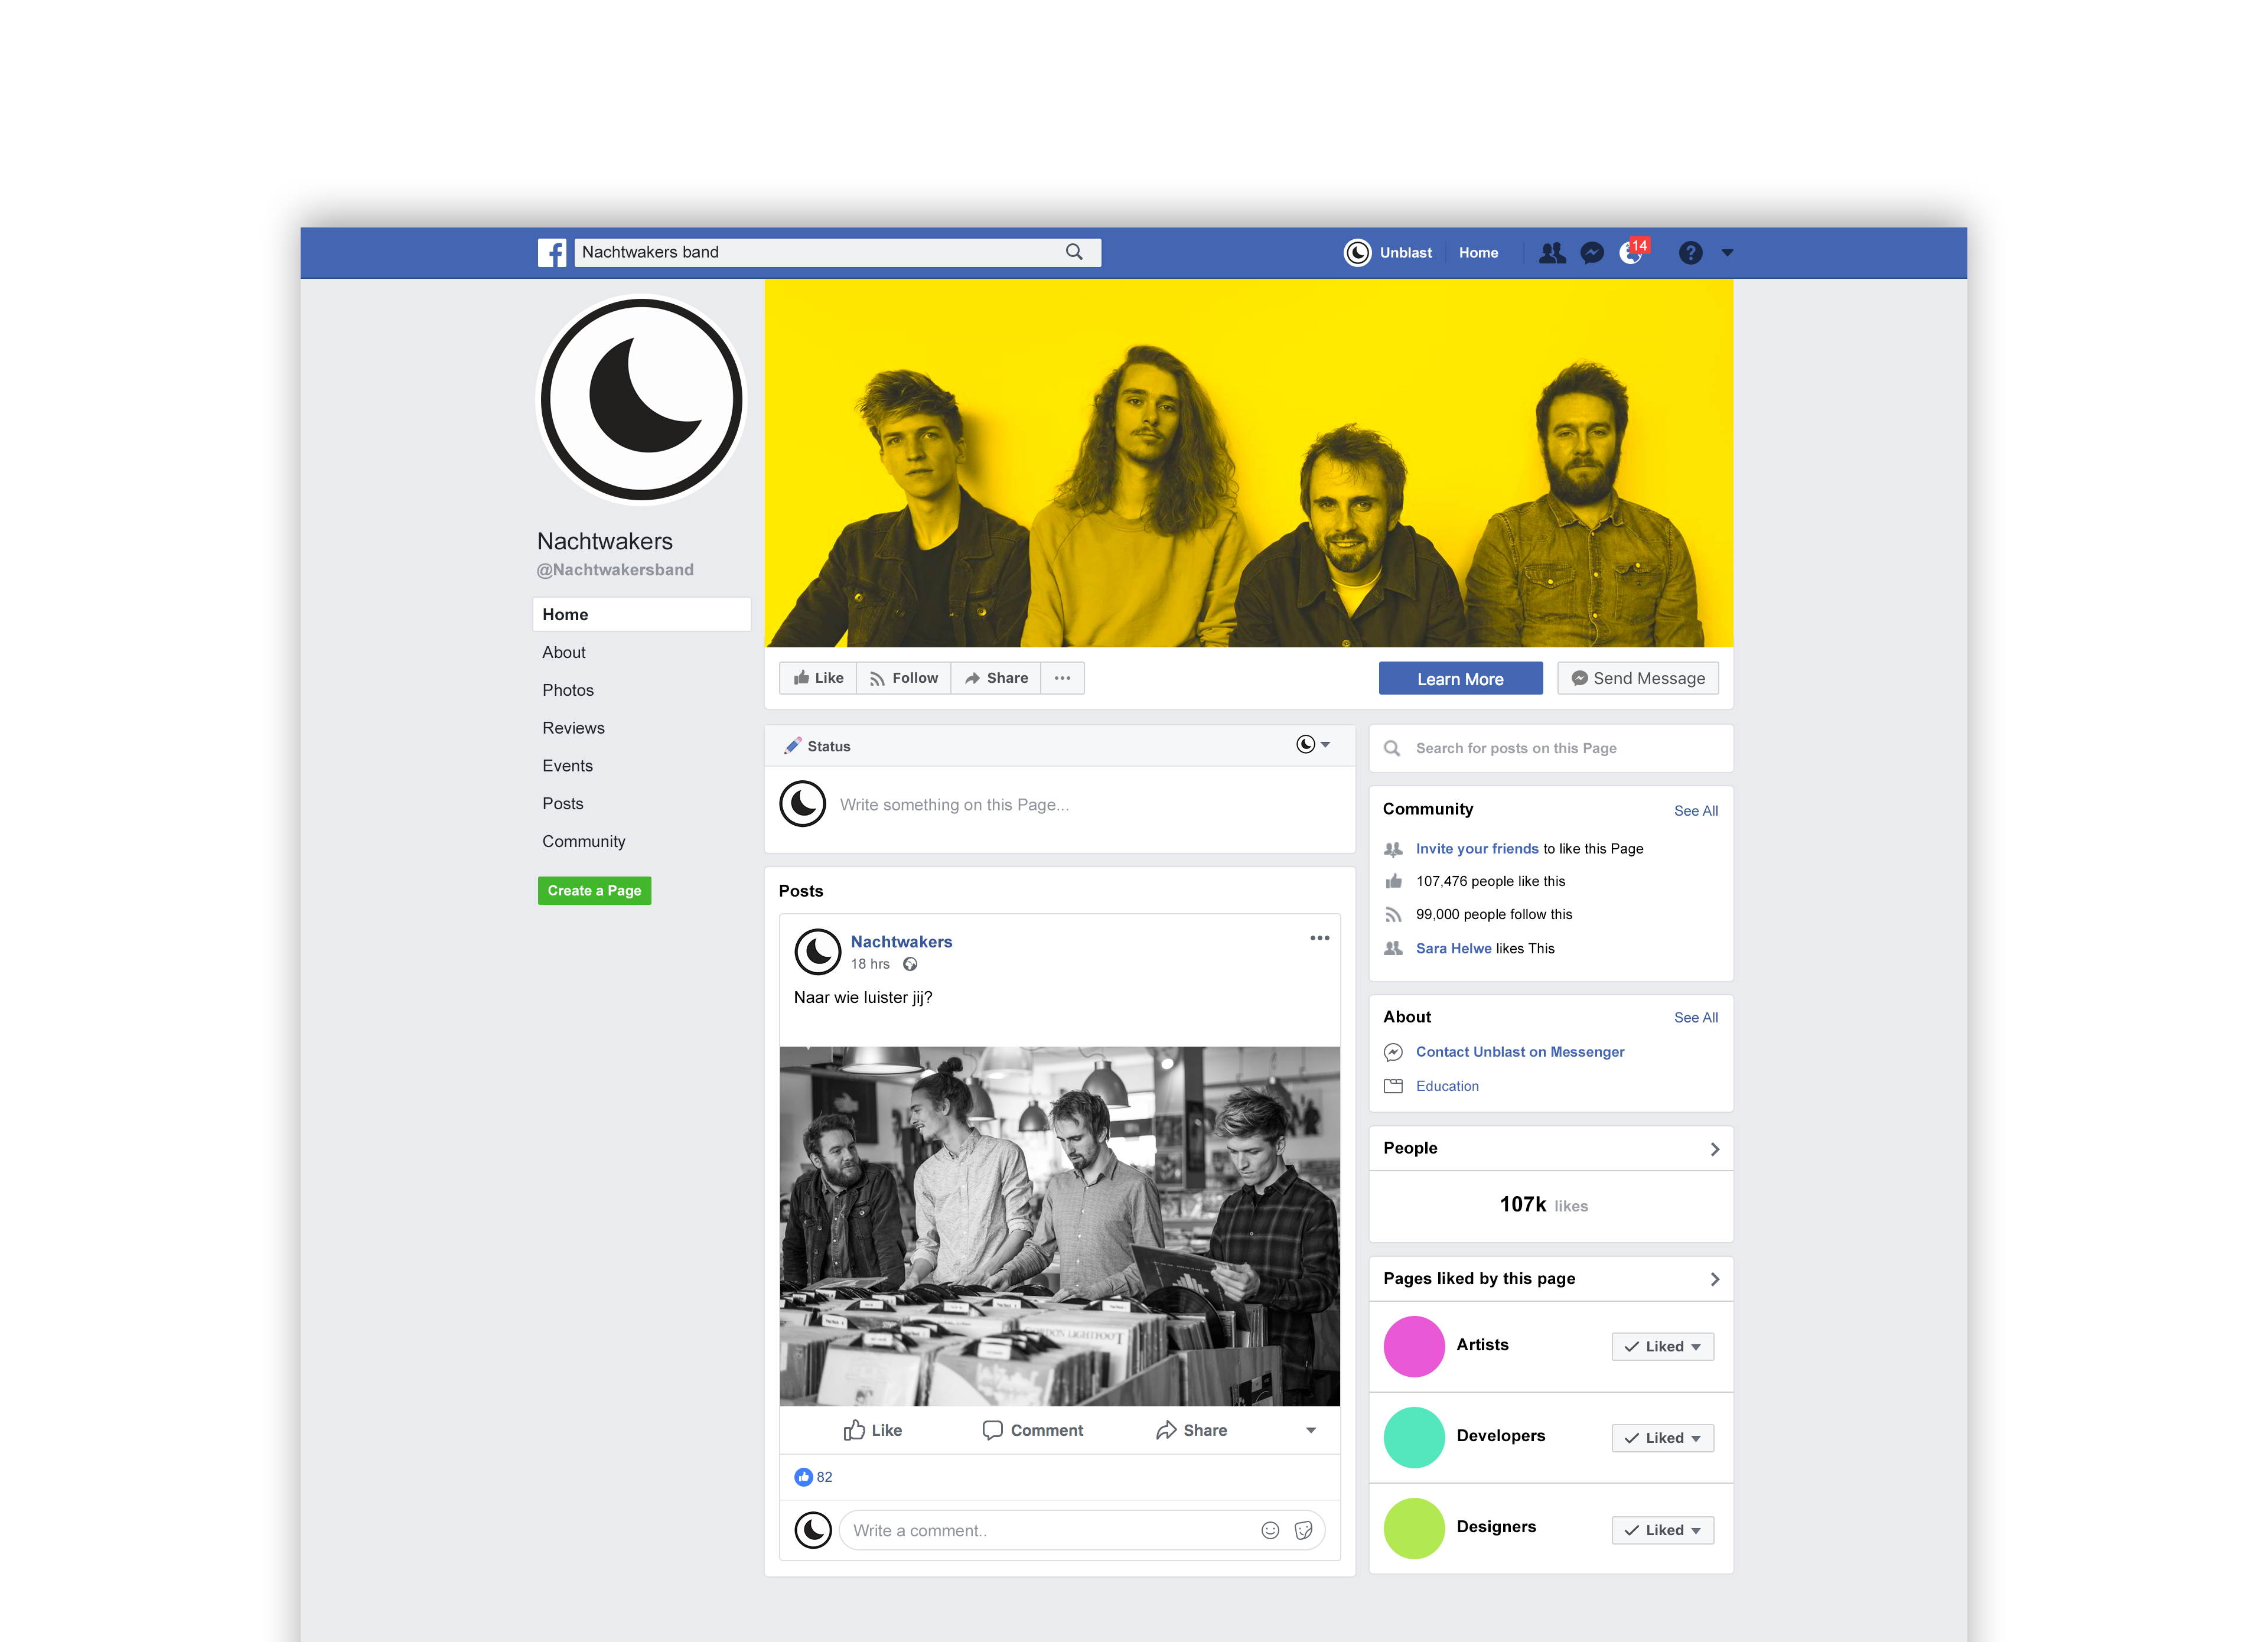 Nachtwakers band
Unblast
Home
14
?
Nachtwakers
@Nachtwakersband
Home
About
Photos
Reviews
Events
Posts
Community
Create a Page
Like
Follow
Share
Learn More
Send Message
Status
Write something on this Page...
Posts
Nachtwakers
18 hrs
Naar wie luister jij?
GORDON LIGHTFOOT
Like
Comment
Share
82
Write a comment..
Search for posts on this Page
Community
See All
Invite your friends to like this Page
107,476 people like this
99,000 people follow this
Sara Helwe likes This
About
See All
Contact Unblast on Messenger
Education
People
107k likes
Pages liked by this page
Artists
Liked
Developers
Liked
Designers
Liked